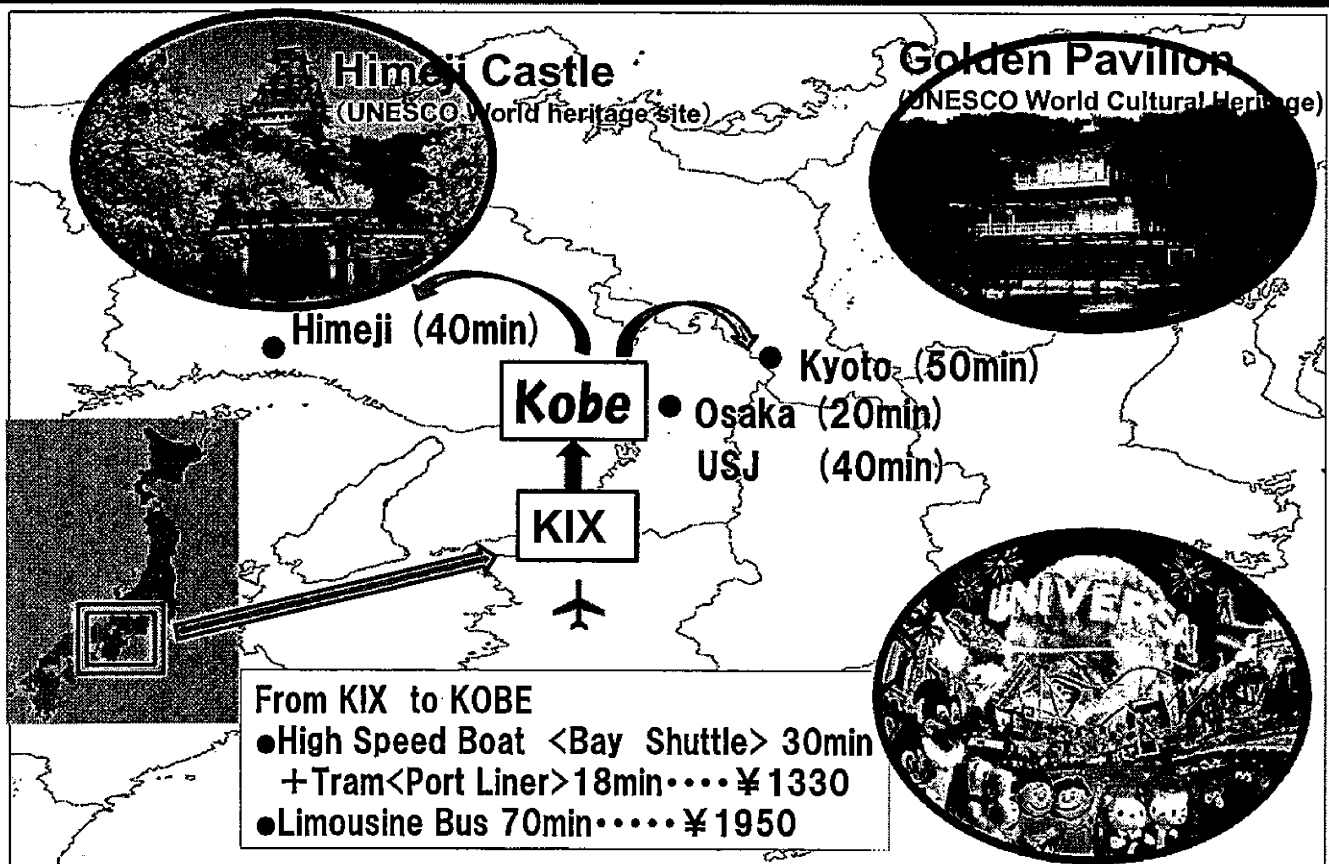 Himeji Castle
(UNESCO World heritage site)
Golden Pavilion
(UNESCO World Cultural Heritage)
Himeji (40min)
Kobe
Kyoto (50min)
Osaka (20min)
USJ (40min)
KIX
UNIVERS
From KIX to KOBE
●High Speed Boat <Bay Shuttle> 30min
+Tram<Port Liner>18min････¥1330
●Limousine Bus 70min･････¥1950